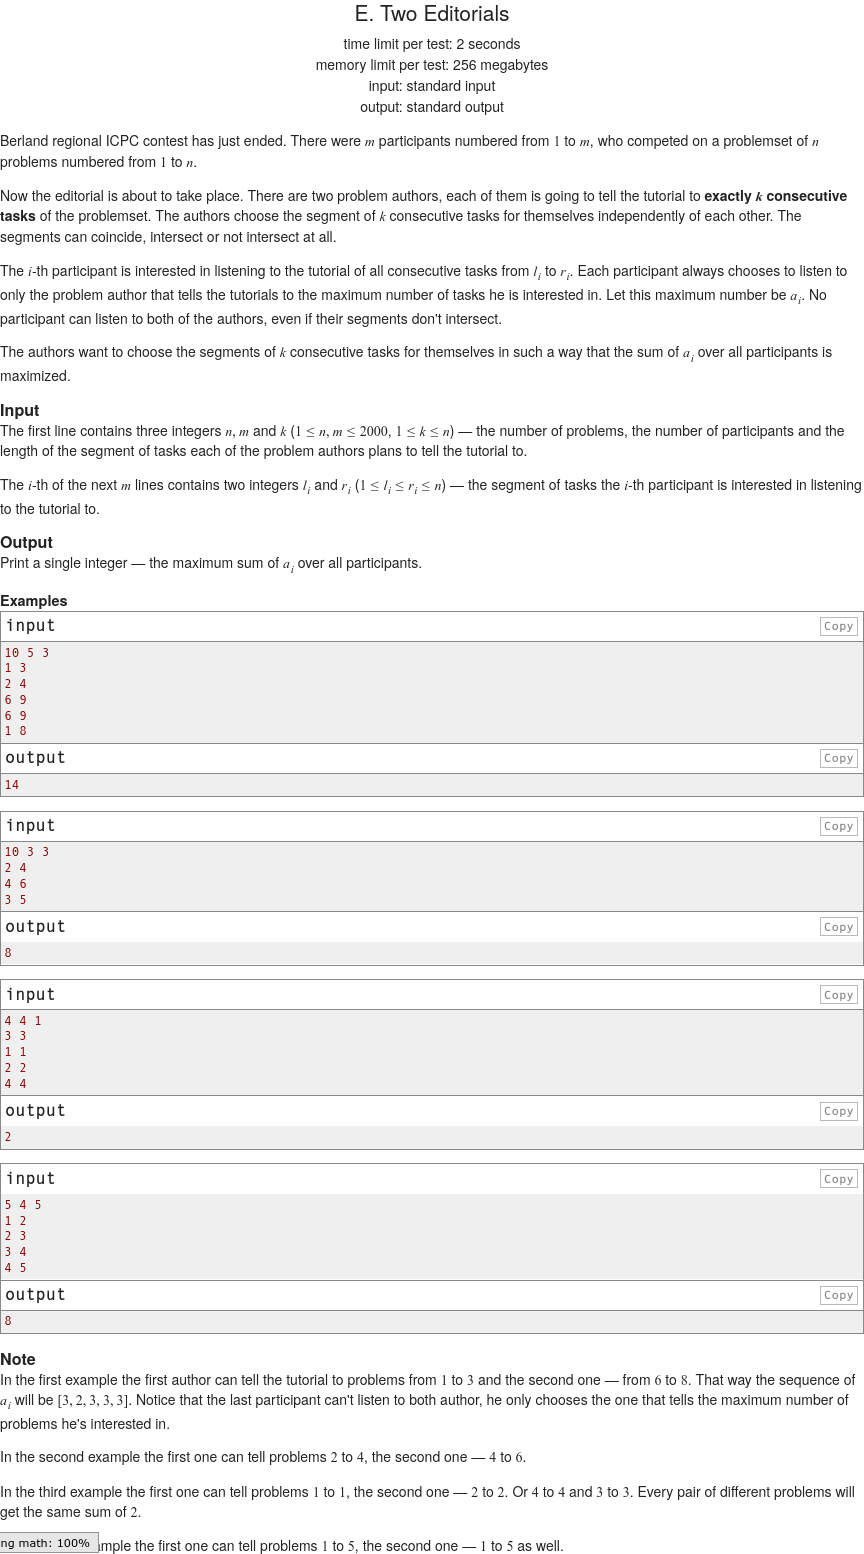 E. Two Editorials
time limit per test: 2 seconds
memory limit per test: 256 megabytes
input: standard input
output: standard output
Berland regional ICPC contest has just ended. There were m participants numbered from 1 to m, who competed on a problemset of n
problems numbered from 1 to n.
Now the editorial is about to take place. There are two problem authors, each of them is going to tell the tutorial to exactly k consecutive
tasks of the problemset. The authors choose the segment of k consecutive tasks for themselves independently of each other. The
segments can coincide, intersect or not intersect at all.
The i-th participant is interested in listening to the tutorial of all consecutive tasks from l_i to r_i. Each participant always chooses to listen to
only the problem author that tells the tutorials to the maximum number of tasks he is interested in. Let this maximum number be a_i. No
participant can listen to both of the authors, even if their segments don't intersect.
The authors want to choose the segments of k consecutive tasks for themselves in such a way that the sum of a_i over all participants is
maximized.
Input
The first line contains three integers n, m and k (1 ≤ n, m ≤ 2000, 1 ≤ k ≤ n) — the number of problems, the number of participants and the
length of the segment of tasks each of the problem authors plans to tell the tutorial to.
The i-th of the next m lines contains two integers l_i and r_i (1 ≤ l_i ≤ r_i ≤ n) — the segment of tasks the i-th participant is interested in listening
to the tutorial to.
Output
Print a single integer — the maximum sum of a_i over all participants.
Examples
input Copy
10 5 3
1 3
2 4
6 9
6 9
1 8
output Copy
14
input Copy
10 3 3
2 4
4 6
3 5
output Copy
8
input Copy
4 4 1
3 3
1 1
2 2
4 4
output Copy
2
input Copy
5 4 5
1 2
2 3
3 4
4 5
output Copy
8
Note
In the first example the first author can tell the tutorial to problems from 1 to 3 and the second one — from 6 to 8. That way the sequence of
a_i will be [3, 2, 3, 3, 3]. Notice that the last participant can't listen to both author, he only chooses the one that tells the maximum number of
problems he's interested in.
In the second example the first one can tell problems 2 to 4, the second one — 4 to 6.
In the third example the first one can tell problems 1 to 1, the second one — 2 to 2. Or 4 to 4 and 3 to 3. Every pair of different problems will
get the same sum of 2.
ng math: 100% mple the first one can tell problems 1 to 5, the second one — 1 to 5 as well.